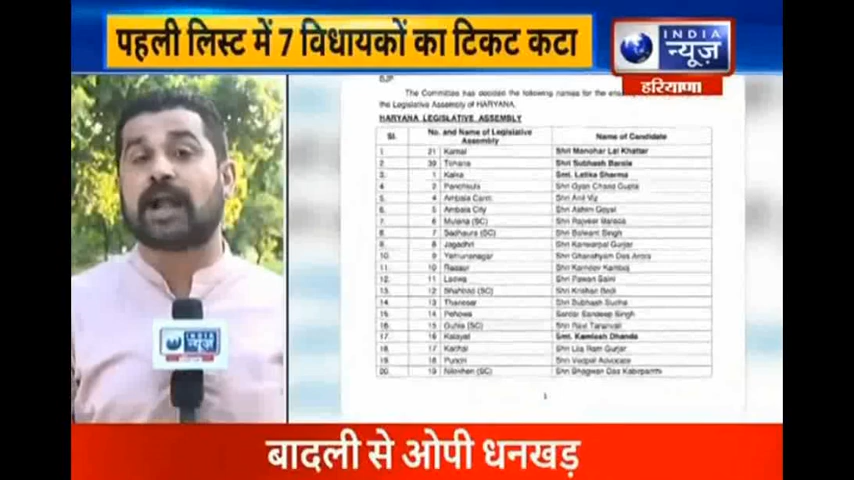 पहली लिस्ट में 7 विधायकों का टिकट कटा
INDIA
न्यूज़
हरियाणा
BJP
The Committee has decided the following names for the
the Legislative Assembly of HARYANA.
HARYANA LEGISLATIVE ASSEMBLY
Sl. No. and Name of Legislative Assembly Name of Candidate
1. 21 Karnal Shri Manohar Lal Khattar
2. 39 Tohana Shri Subhash Barala
3. 1 Kalka Smt. Latika Sharma
4. 2 Panchkula Shri Gyan Chand Gupta
5. 4 Ambala Cantt Shri Anil Viz
6. 5 Ambala City Shri Ashim Goyal
7. 6 Mulana (SC) Shri Rajveer Barada
8. 7 Sadhaura (SC) Shri Balwant Singh
9. 8 Jagadhri Shri Kanwarpal Gurjar
10. 9 Yamunanagar Shri Ghanshyam Das Arora
11. 10 Radaur Shri Karndev Kamboj
12. 11 Ladwa Shri Pawan Saini
13. 12 Shahbad (SC) Shri Krishan Bedi
14. 13 Thanesar Shri Subhash Sudha
15. 14 Pehowa Sardar Sandeep Singh
16. 15 Guhla (SC) Shri Ravi Taranwali
17. 16 Kalayat Smt. Kamlesh Dhanda
18. 17 Kaithal Shri Lila Ram Gurjar
19. 18 Pundri Shri Vedpal Advocate
20. 19 Nilokheri (SC) Shri Bhagwan Das Kabirpanthi
1
INDIA
न्यूज़
बादली से ओपी धनखड़